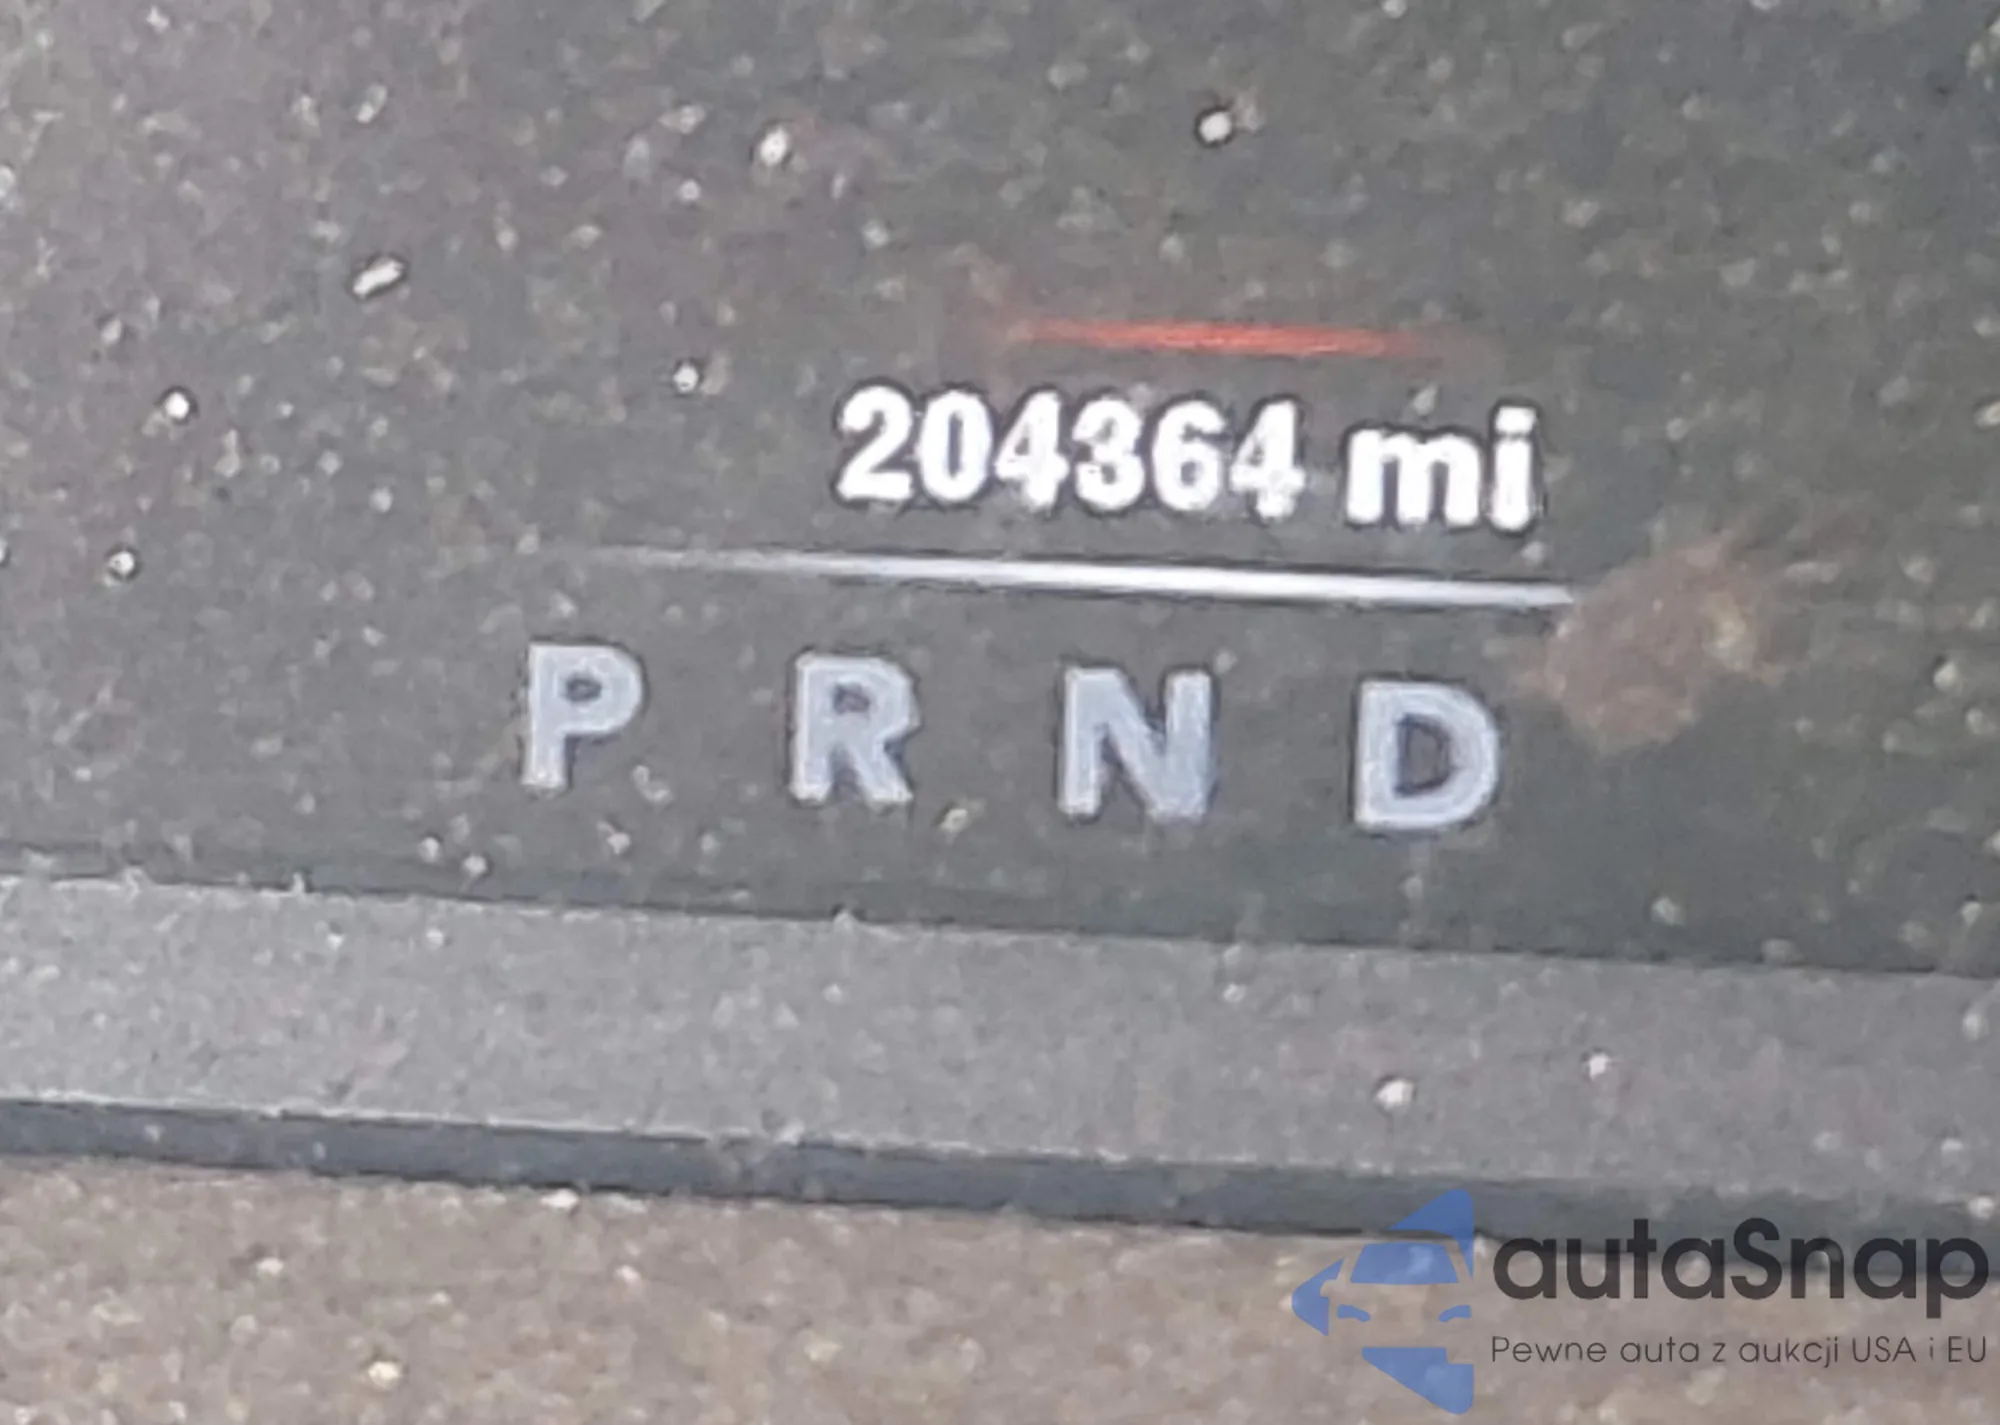 204364 mi
P R N D
autaSnap
Pewne auta z aukcji USA i EU